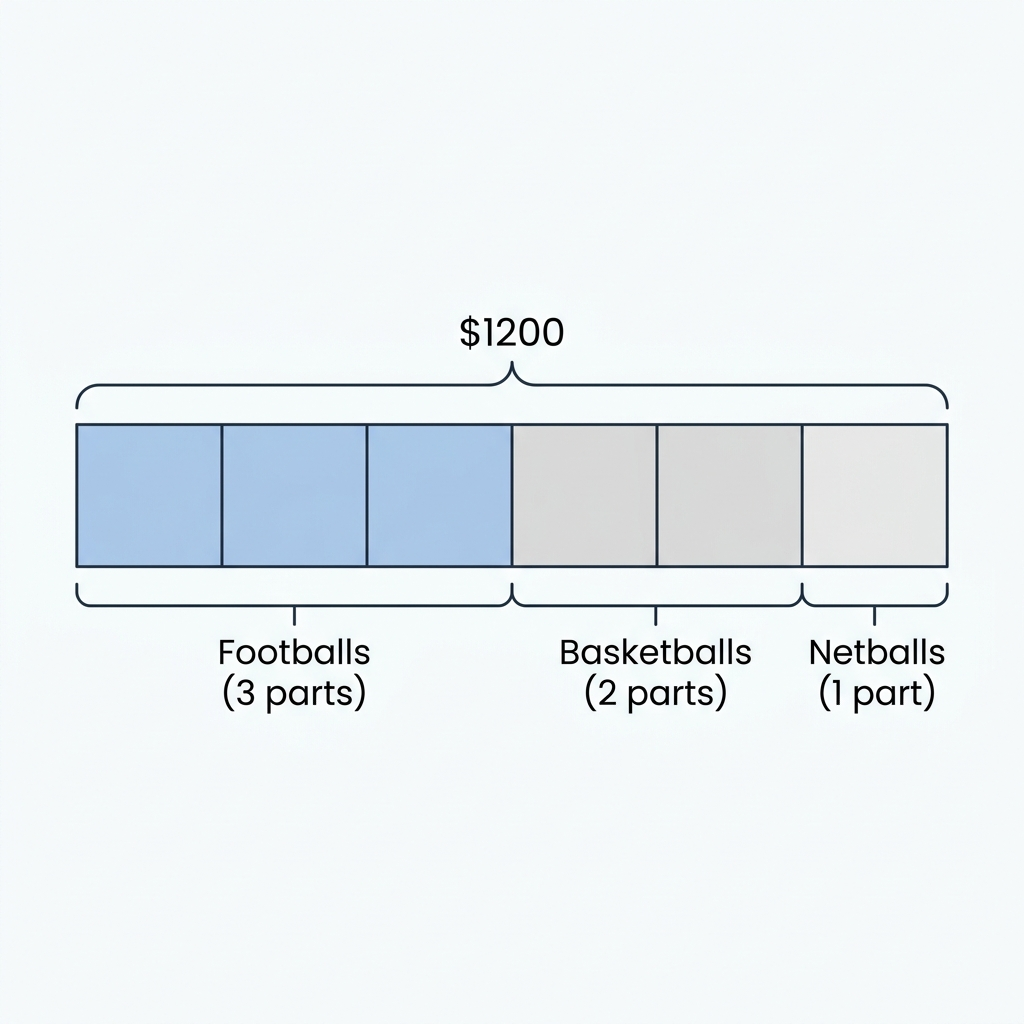 $1200
Footballs
(3 parts)
Basketballs
(2 parts)
Netballs
(1 part)